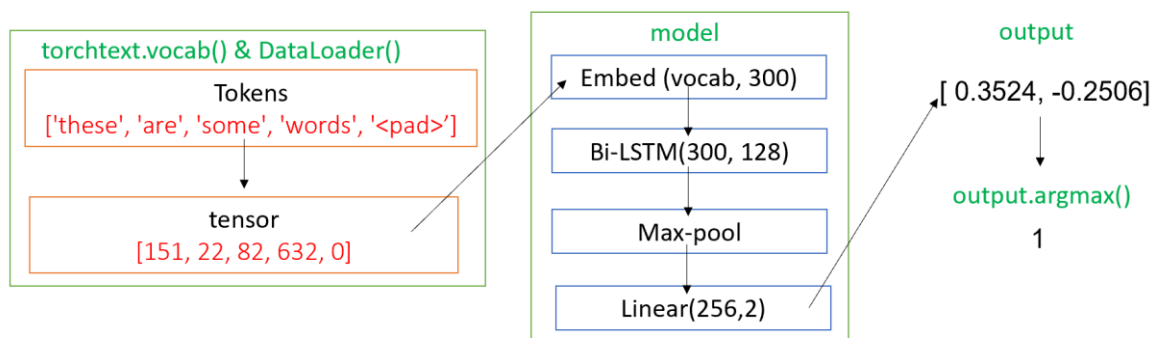 torchtext.vocab() & DataLoader()
Tokens
['these', 'are', 'some', 'words', '<pad>’]
tensor
[151, 22, 82, 632, 0]
model
Embed (vocab, 300)
Bi-LSTM(300, 128)
Max-pool
Linear(256,2)
output
[ 0.3524, -0.2506]
output.argmax()
1